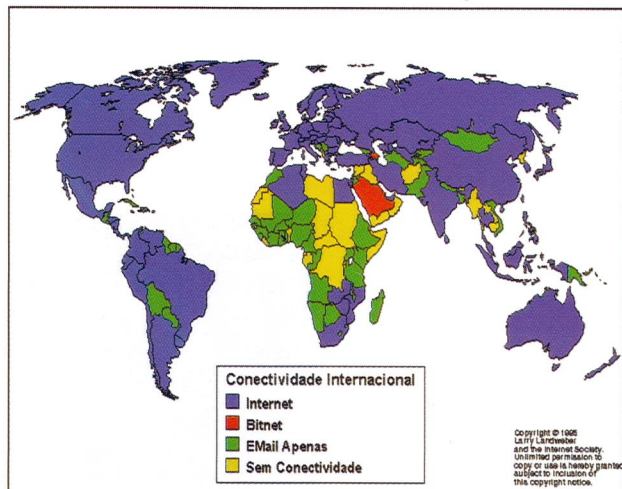 Conectividade Internacional
Internet
Bitnet
EMail Apenas
Sem Conectividade
Copyright © 1995
Larry Landweber
and the Internet Society.
Unlimited permission to
copy or use is hereby granted
subject to inclusion of
this copyright notice.